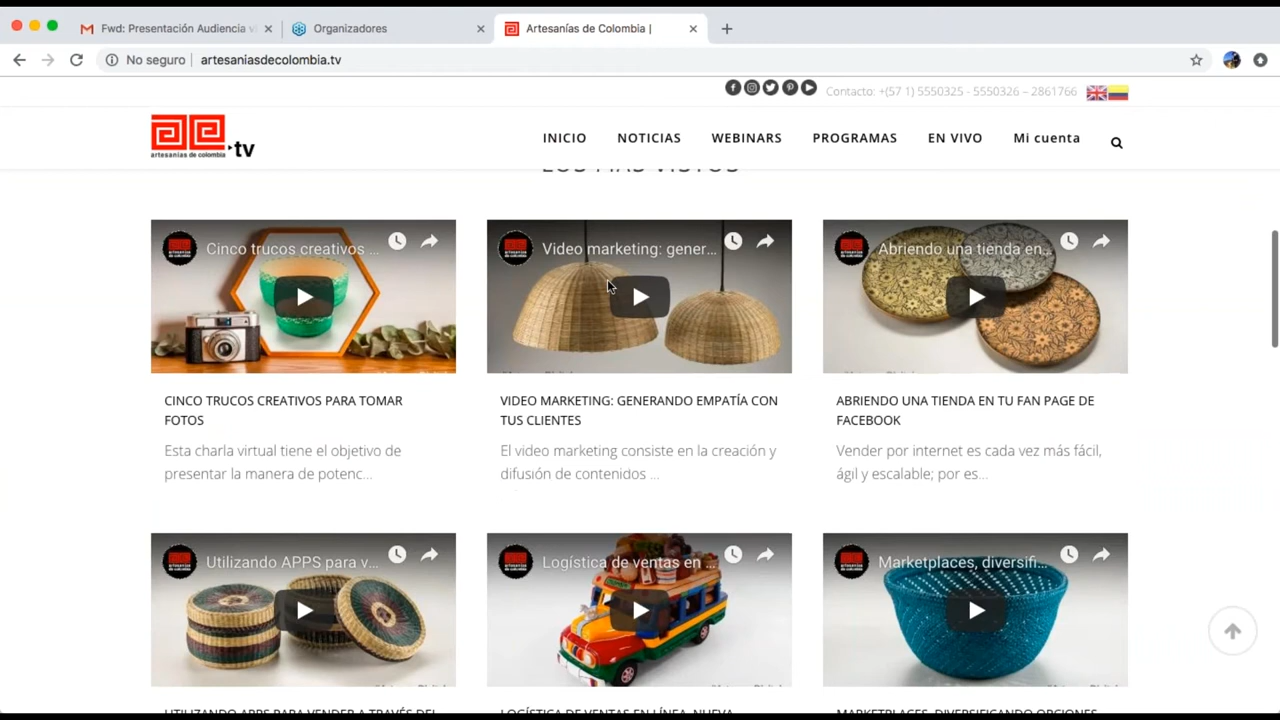 Fwd: Presentación Audiencia vi
Organizadores
Artesanías de Colombia |
No seguro | artesaniasdecolombia.tv
Contacto: +(57 1) 5550325 - 5550326 – 2861766
artesanías de colombia
tv
INICIO NOTICIAS WEBINARS PROGRAMAS EN VIVO Mi cuenta
LOS MÁS VISTOS
Cinco trucos creativos ...
Video marketing: gener...
Abriendo una tienda en...
CINCO TRUCOS CREATIVOS PARA TOMAR
FOTOS
Esta charla virtual tiene el objetivo de
presentar la manera de potenc...
VIDEO MARKETING: GENERANDO EMPATÍA CON
TUS CLIENTES
El video marketing consiste en la creación y
difusión de contenidos ...
ABRIENDO UNA TIENDA EN TU FAN PAGE DE
FACEBOOK
Vender por internet es cada vez más fácil,
ágil y escalable; por es...
Utilizando APPS para v...
Logística de ventas en ...
Marketplaces, diversifi...
UTILIZANDO APPS PARA VENDER A TRAVÉS DEL
LOGÍSTICA DE VENTAS EN LÍNEA, NUEVA
MARKETPLACES, DIVERSIFICANDO OPCIONES